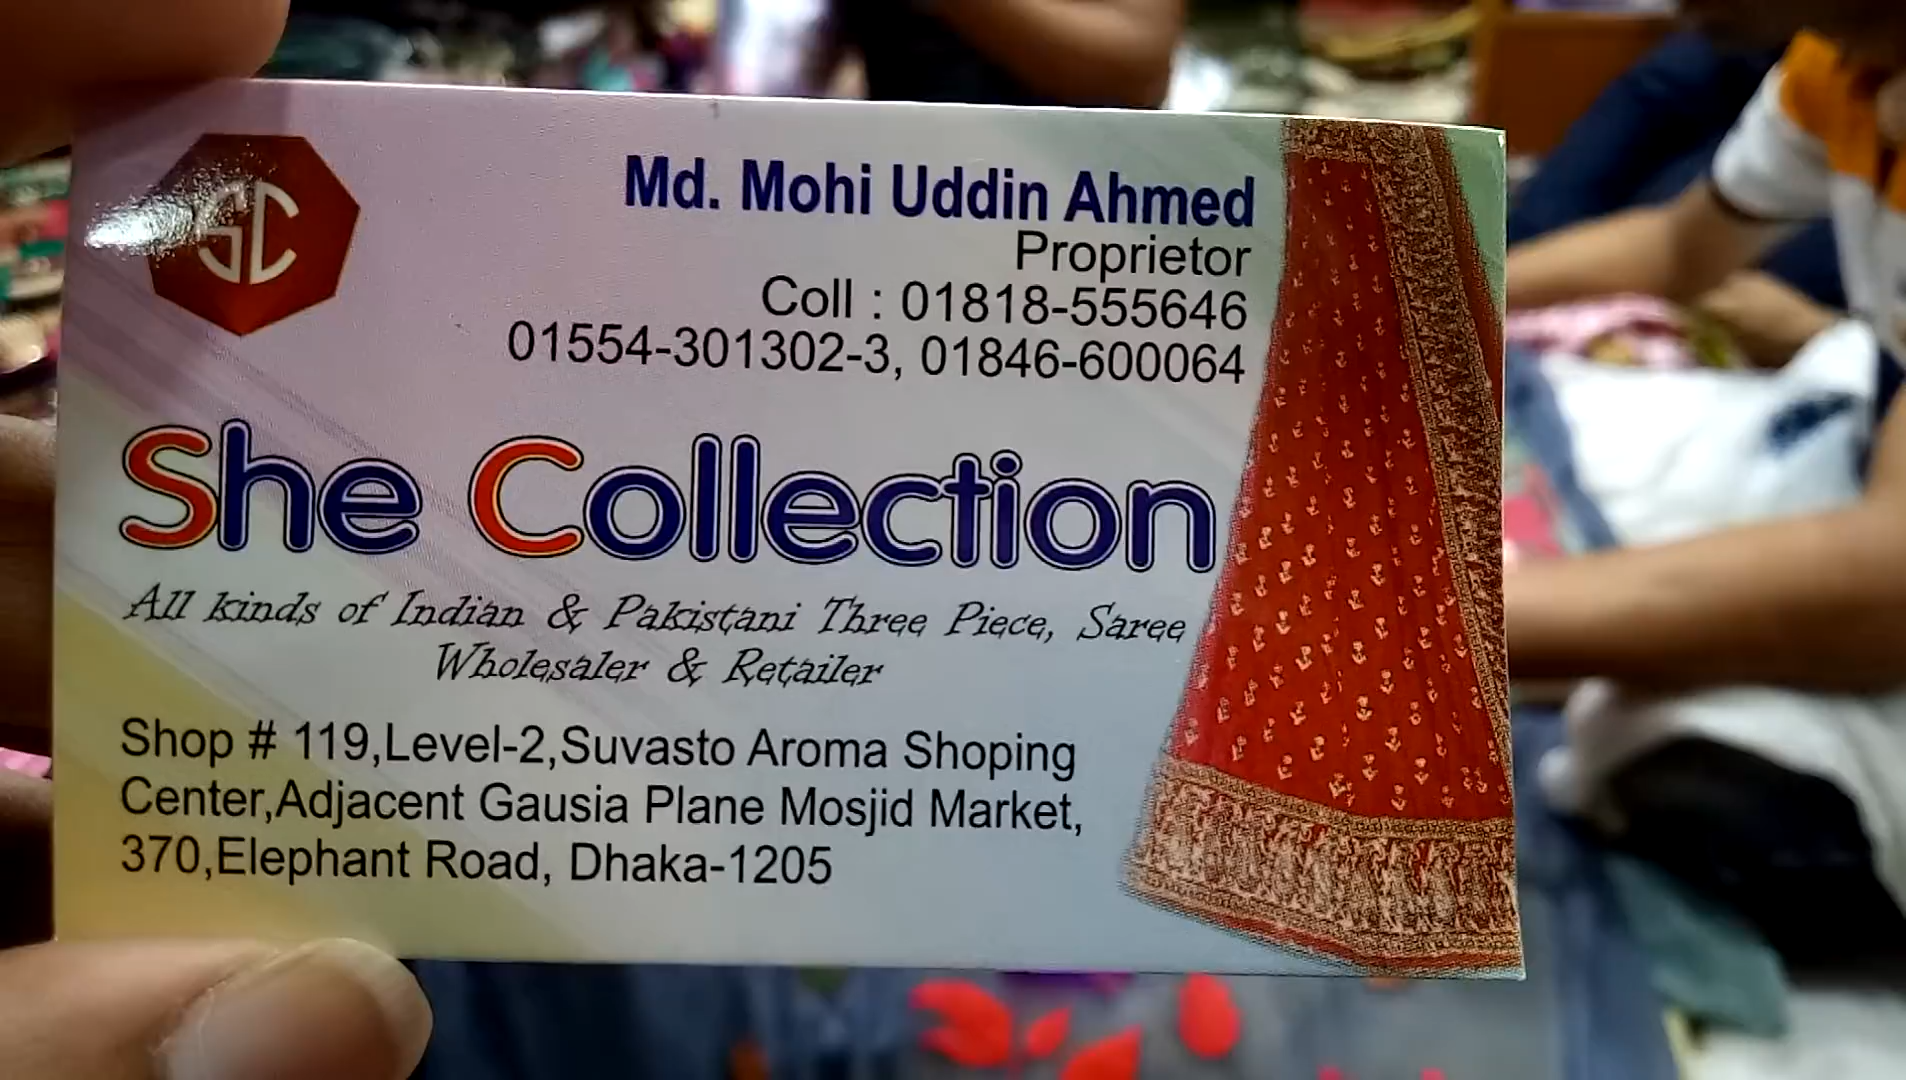 SC
Md. Mohi Uddin Ahmed
Proprietor
Coll : 01818-555646
01554-301302-3, 01846-600064
She Collection
All kinds of Indian & Pakistani Three Piece, Saree
Wholesaler & Retailer
Shop # 119,Level-2,Suvasto Aroma Shoping
Center,Adjacent Gausia Plane Mosjid Market,
370,Elephant Road, Dhaka-1205